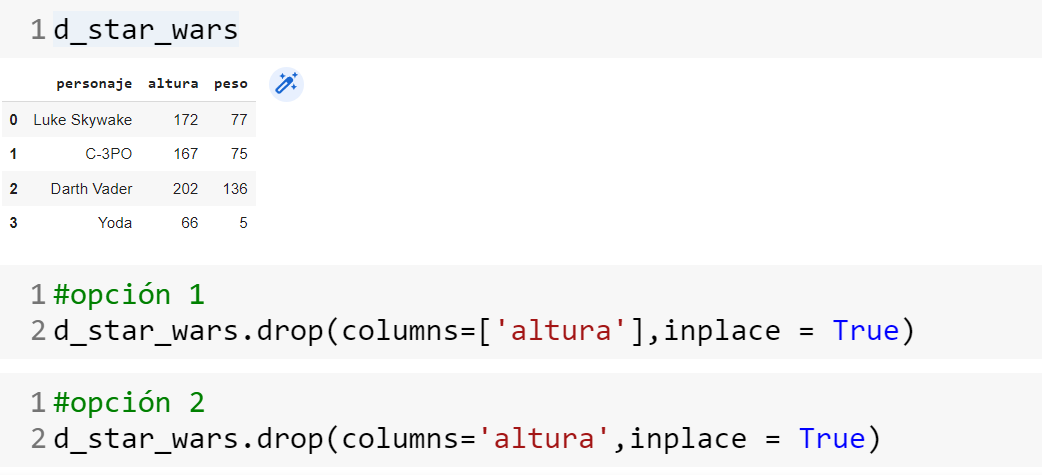 1 d_star_wars
personaje altura peso
0 Luke Skywake 172 77
1 C-3PO 167 75
2 Darth Vader 202 136
3 Yoda 66 5
1 #opción 1
2 d_star_wars.drop(columns=['altura'],inplace = True)
1 #opción 2
2 d_star_wars.drop(columns='altura',inplace = True)